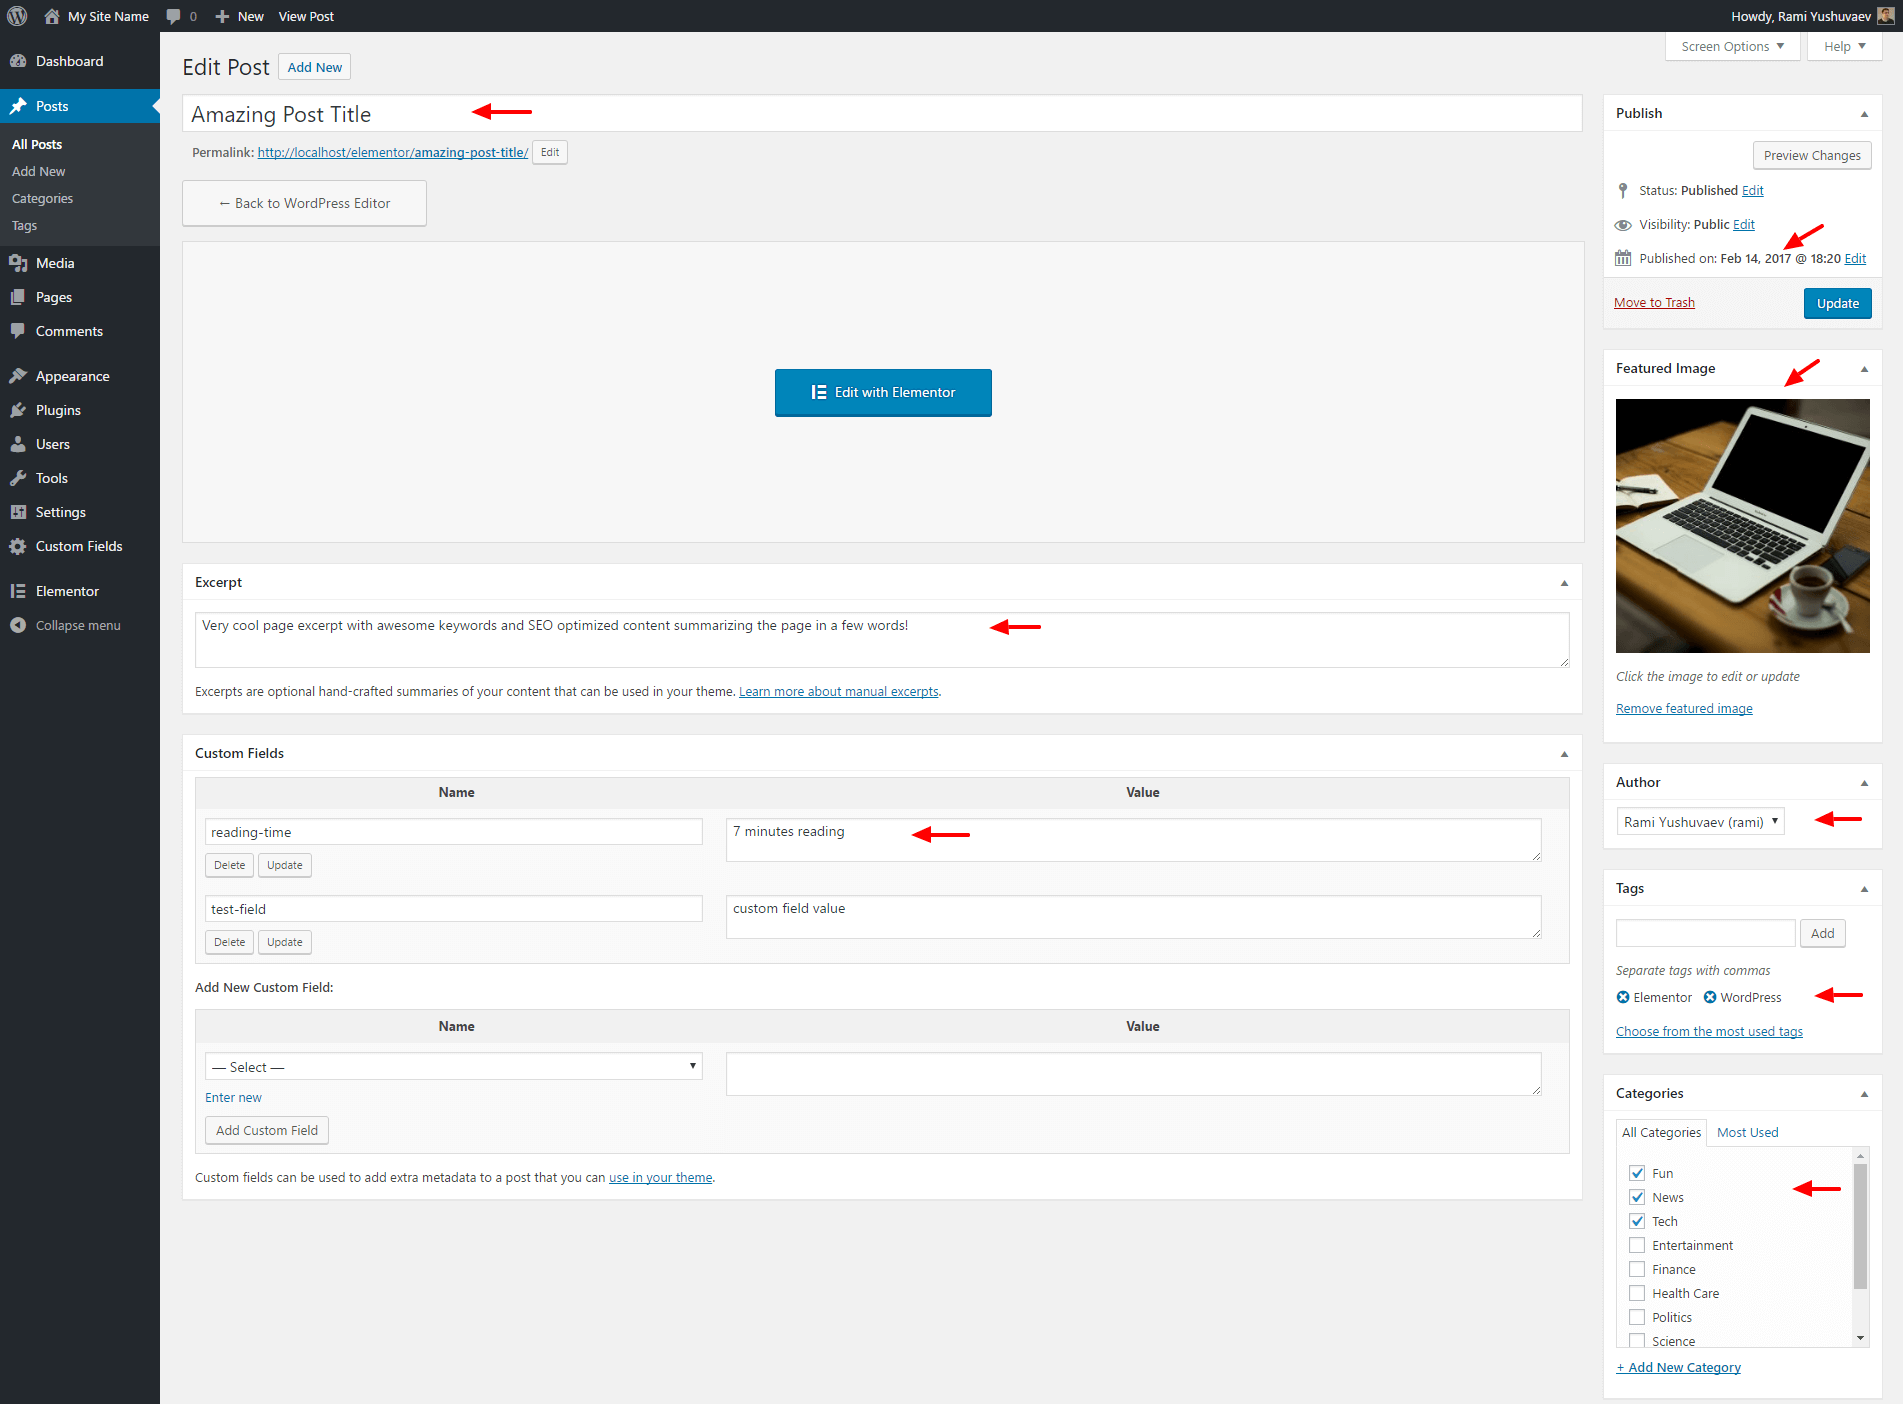 My Site Name 0 New View Post
Howdy, Rami Yushuvaev
Dashboard
Posts
All Posts
Add New
Categories
Tags
Media
Pages
Comments
Appearance
Plugins
Users
Tools
Settings
Custom Fields
Elementor
Collapse menu
Screen Options ▼ Help ▼
Edit Post Add New
Amazing Post Title
Permalink: http://localhost/elementor/amazing-post-title/ Edit
← Back to WordPress Editor
Edit with Elementor
Excerpt
Very cool page excerpt with awesome keywords and SEO optimized content summarizing the page in a few words!
Excerpts are optional hand-crafted summaries of your content that can be used in your theme. Learn more about manual excerpts.
Custom Fields
Name Value
reading-time 7 minutes reading
Delete Update
test-field custom field value
Delete Update
Add New Custom Field:
Name Value
— Select —
Enter new
Add Custom Field
Custom fields can be used to add extra metadata to a post that you can use in your theme.
Publish
Preview Changes
Status: Published Edit
Visibility: Public Edit
Published on: Feb 14, 2017 @ 18:20 Edit
Move to Trash Update
Featured Image
Click the image to edit or update
Remove featured image
Author
Rami Yushuvaev (rami)
Tags
Add
Separate tags with commas
Elementor WordPress
Choose from the most used tags
Categories
All Categories Most Used
Fun
News
Tech
Entertainment
Finance
Health Care
Politics
Science
+ Add New Category